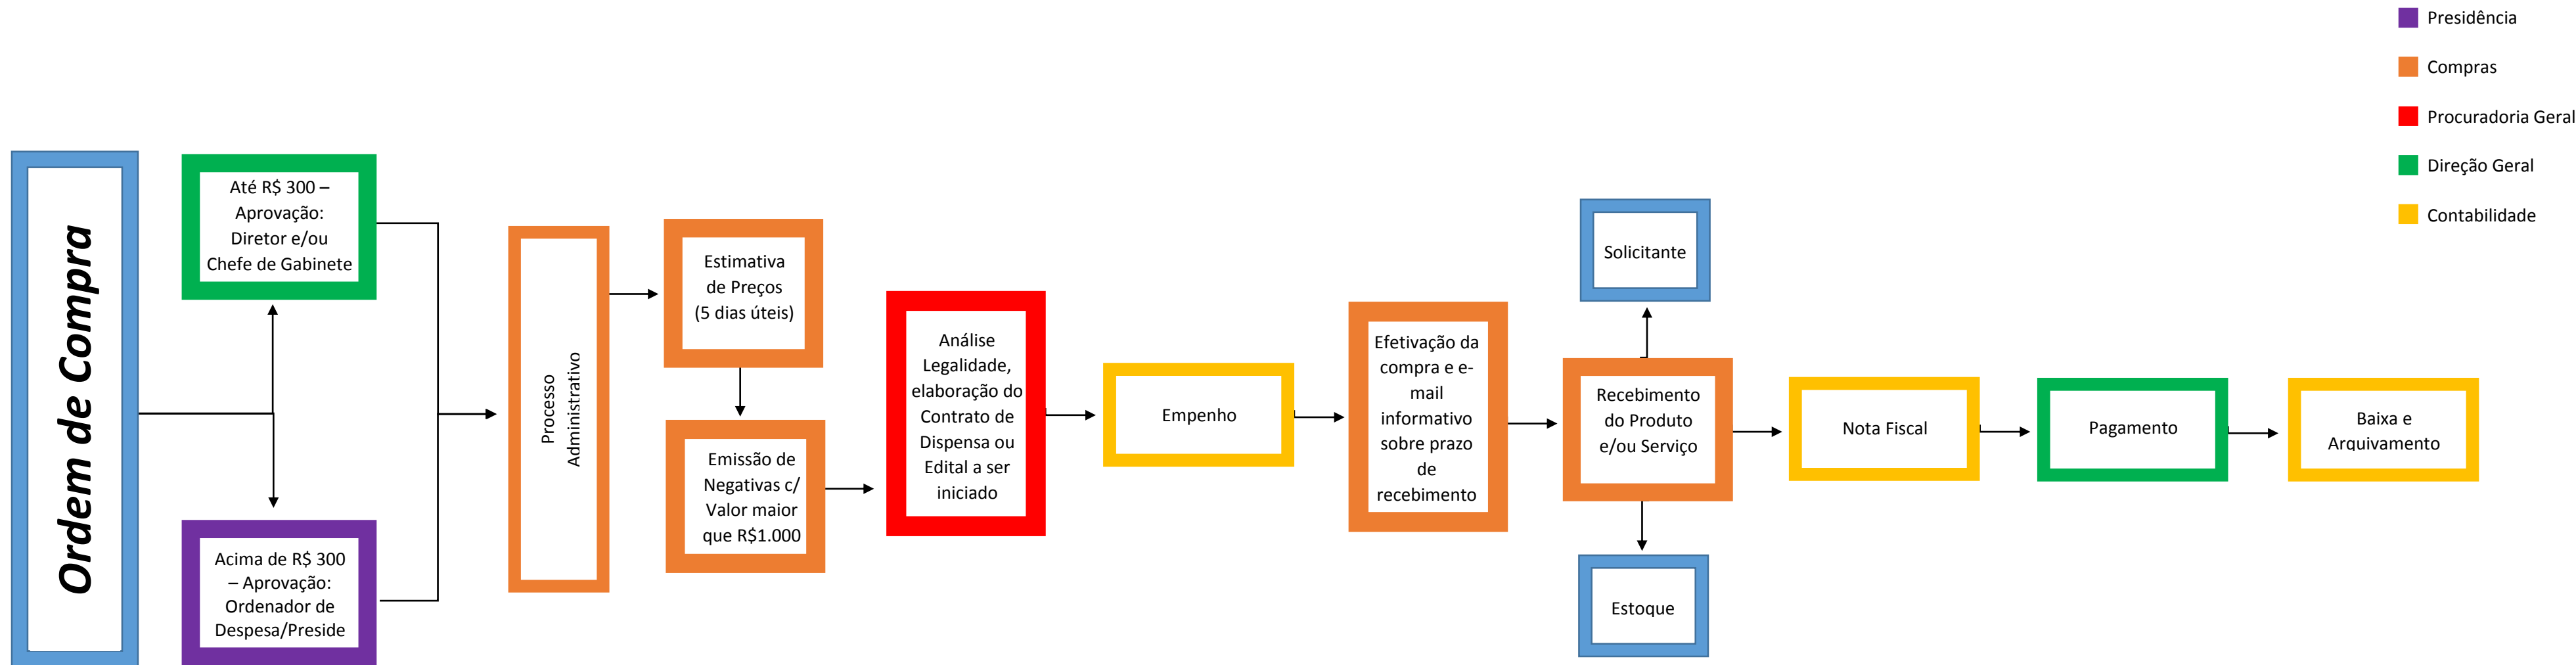 Presidência
Compras
Procuradoria Geral
Direção Geral
Contabilidade
Ordem de Compra
Até R$ 300 –
Aprovação:
Diretor e/ou
Chefe de Gabinete
Acima de R$ 300
– Aprovação:
Ordenador de
Despesa/Preside
Processo
Administrativo
Estimativa
de Preços
(5 dias úteis)
Emissão de
Negativas c/
Valor maior
que R$1.000
Análise
Legalidade,
elaboração do
Contrato de
Dispensa ou
Edital a ser
iniciado
Empenho
Efetivação da
compra e e-
mail
informativo
sobre prazo
de
recebimento
Solicitante
Recebimento
do Produto
e/ou Serviço
Estoque
Nota Fiscal
Pagamento
Baixa e
Arquivamento